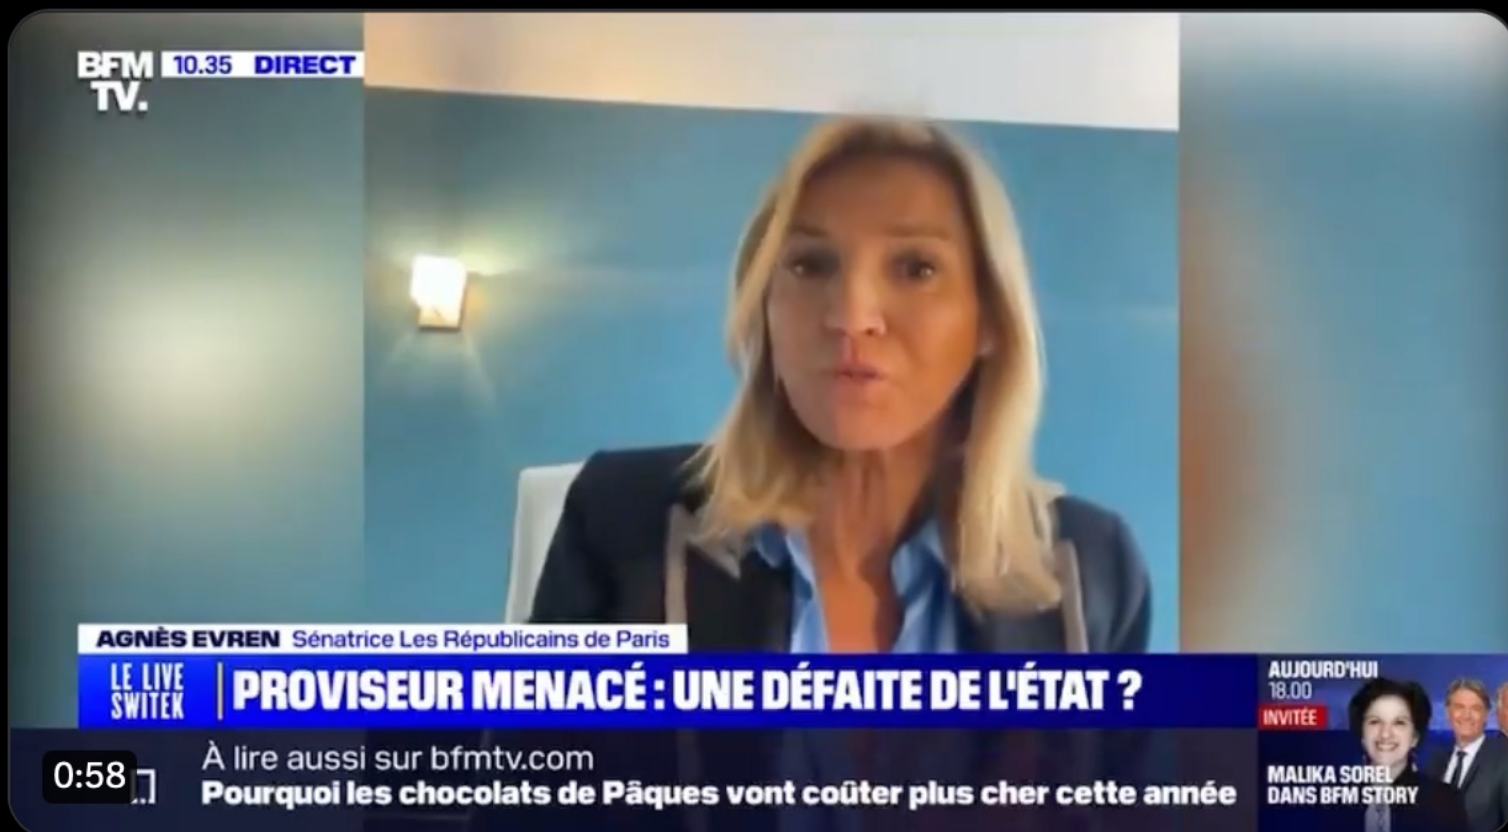 BFM
TV.
10.35 DIRECT
AGNÈS EVREN Sénatrice Les Républicains de Paris
LE LIVE
SWITEK
PROVISEUR MENACÉ : UNE DÉFAITE DE L'ÉTAT ?
AUJOURD'HUI
18.00
INVITÉE
MALIKA SOREL
DANS BFM STORY
À lire aussi sur bfmtv.com
Pourquoi les chocolats de Pâques vont coûter plus cher cette année
0:58